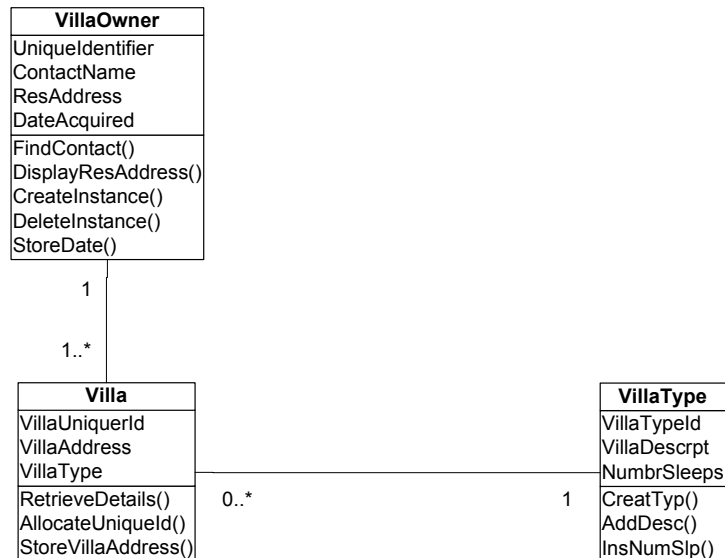 VillaOwner
UniqueIdentifier
ContactName
ResAddress
DateAcquired
FindContact()
DisplayResAddress()
CreateInstance()
DeleteInstance()
StoreDate()
1
1..*
Villa
VillaUniquerId
VillaAddress
VillaType
RetrieveDetails()
AllocateUniqueId()
StoreVillaAddress()
0..*
1
VillaType
VillaTypeId
VillaDescrpt
NumbrSleeps
CreatTyp()
AddDesc()
InsNumSlp()